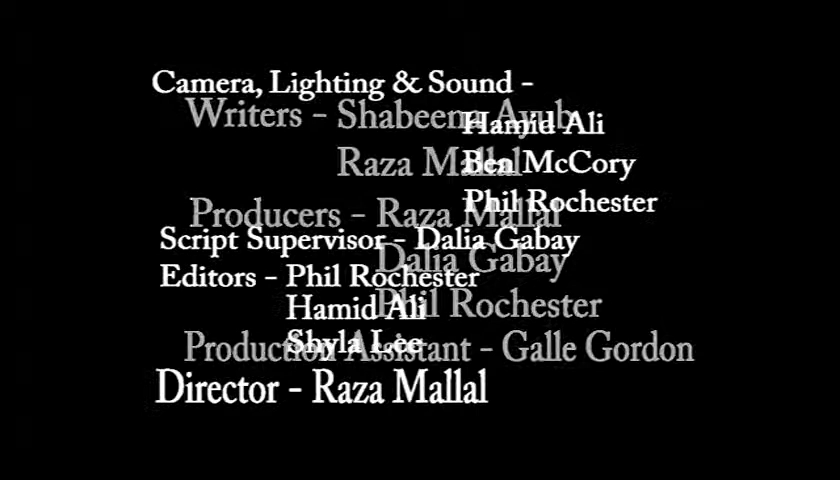 Camera, Lighting & Sound -
Writers - Shabeena Ayub
Hamid Ali
Raza Mallal
Ben McCory
Phil Rochester
Producers - Raza Mallal
Script Supervisor - Dalia Gabay
Dalia Gabay
Editors - Phil Rochester
Phil Rochester
Hamid Ali
Shyla Lee
Production Assistant - Galle Gordon
Director - Raza Mallal